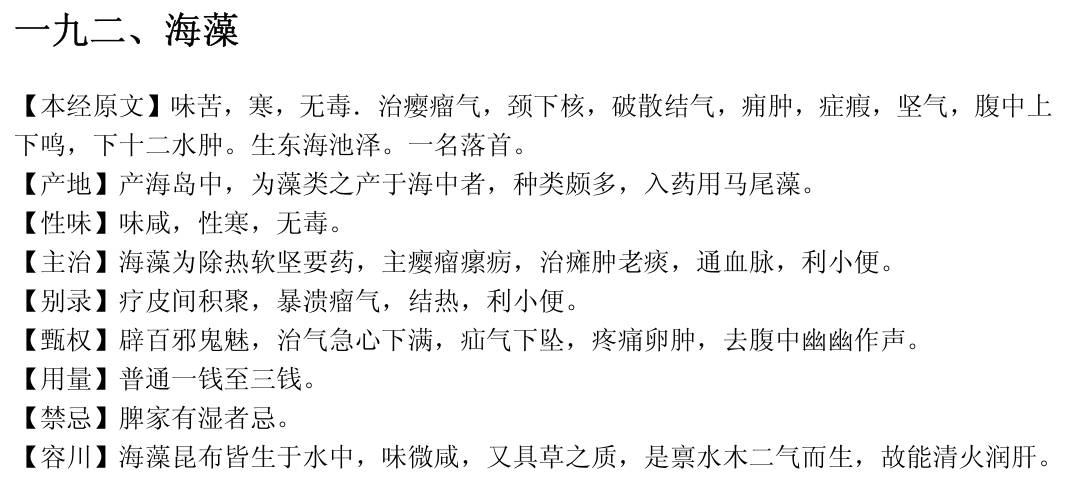 一九二、海藻
【本经原文】味苦，寒，无毒．治瘿瘤气，颈下核，破散结气，痈肿，症瘕，坚气，腹中上
下鸣，下十二水肿。生东海池泽。一名落首。
【产地】产海岛中，为藻类之产于海中者，种类颇多，入药用马尾藻。
【性味】味咸，性寒，无毒。
【主治】海藻为除热软坚要药，主瘿瘤瘰疬，治瘫肿老痰，通血脉，利小便。
【别录】疗皮间积聚，暴溃瘤气，结热，利小便。
【甄权】辟百邪鬼魅，治气急心下满，疝气下坠，疼痛卵肿，去腹中幽幽作声。
【用量】普通一钱至三钱。
【禁忌】脾家有湿者忌。
【容川】海藻昆布皆生于水中，味微咸，又具草之质，是禀水木二气而生，故能清火润肝。